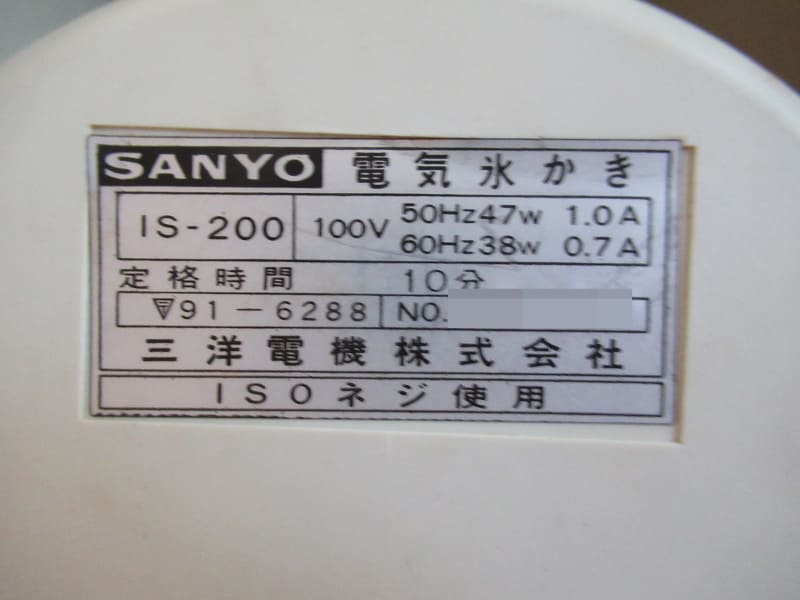 SANYO 電気氷かき
IS-200 100V 50Hz47w 1.0A
60Hz38w 0.7A
定格時間 10分
91-6288 NO.
三洋電機株式会社
ISOネジ使用